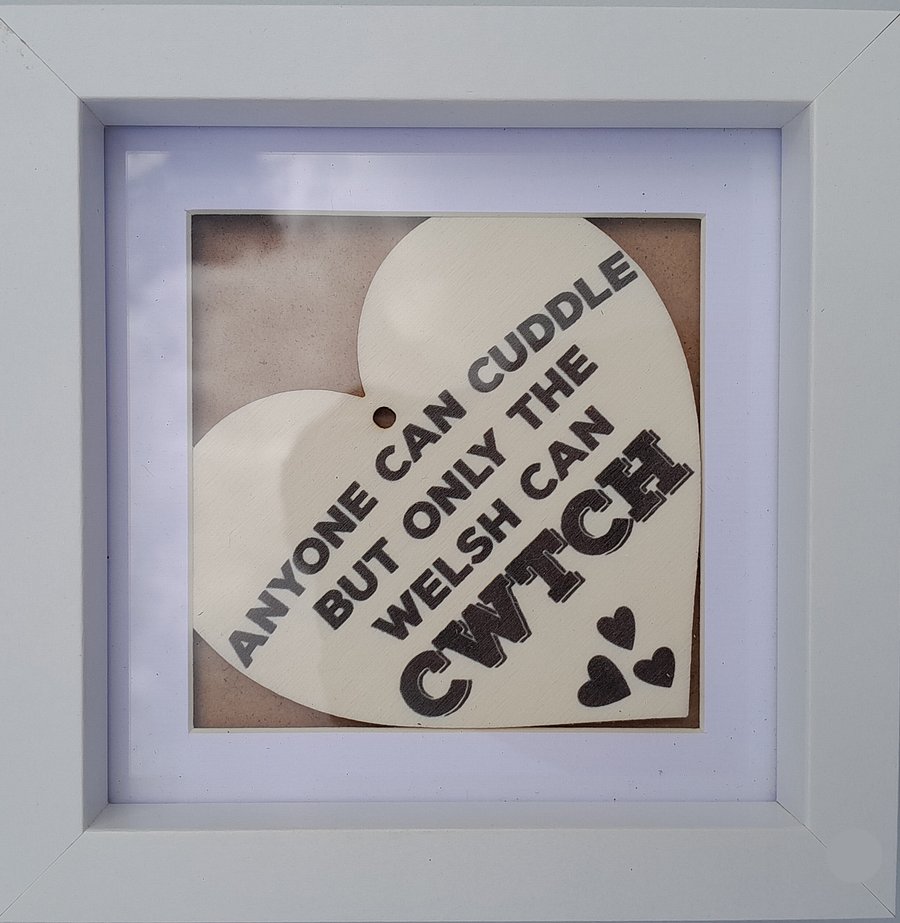 ANYONE CAN CUDDLE
BUT ONLY THE
WELSH CAN
CWTCH